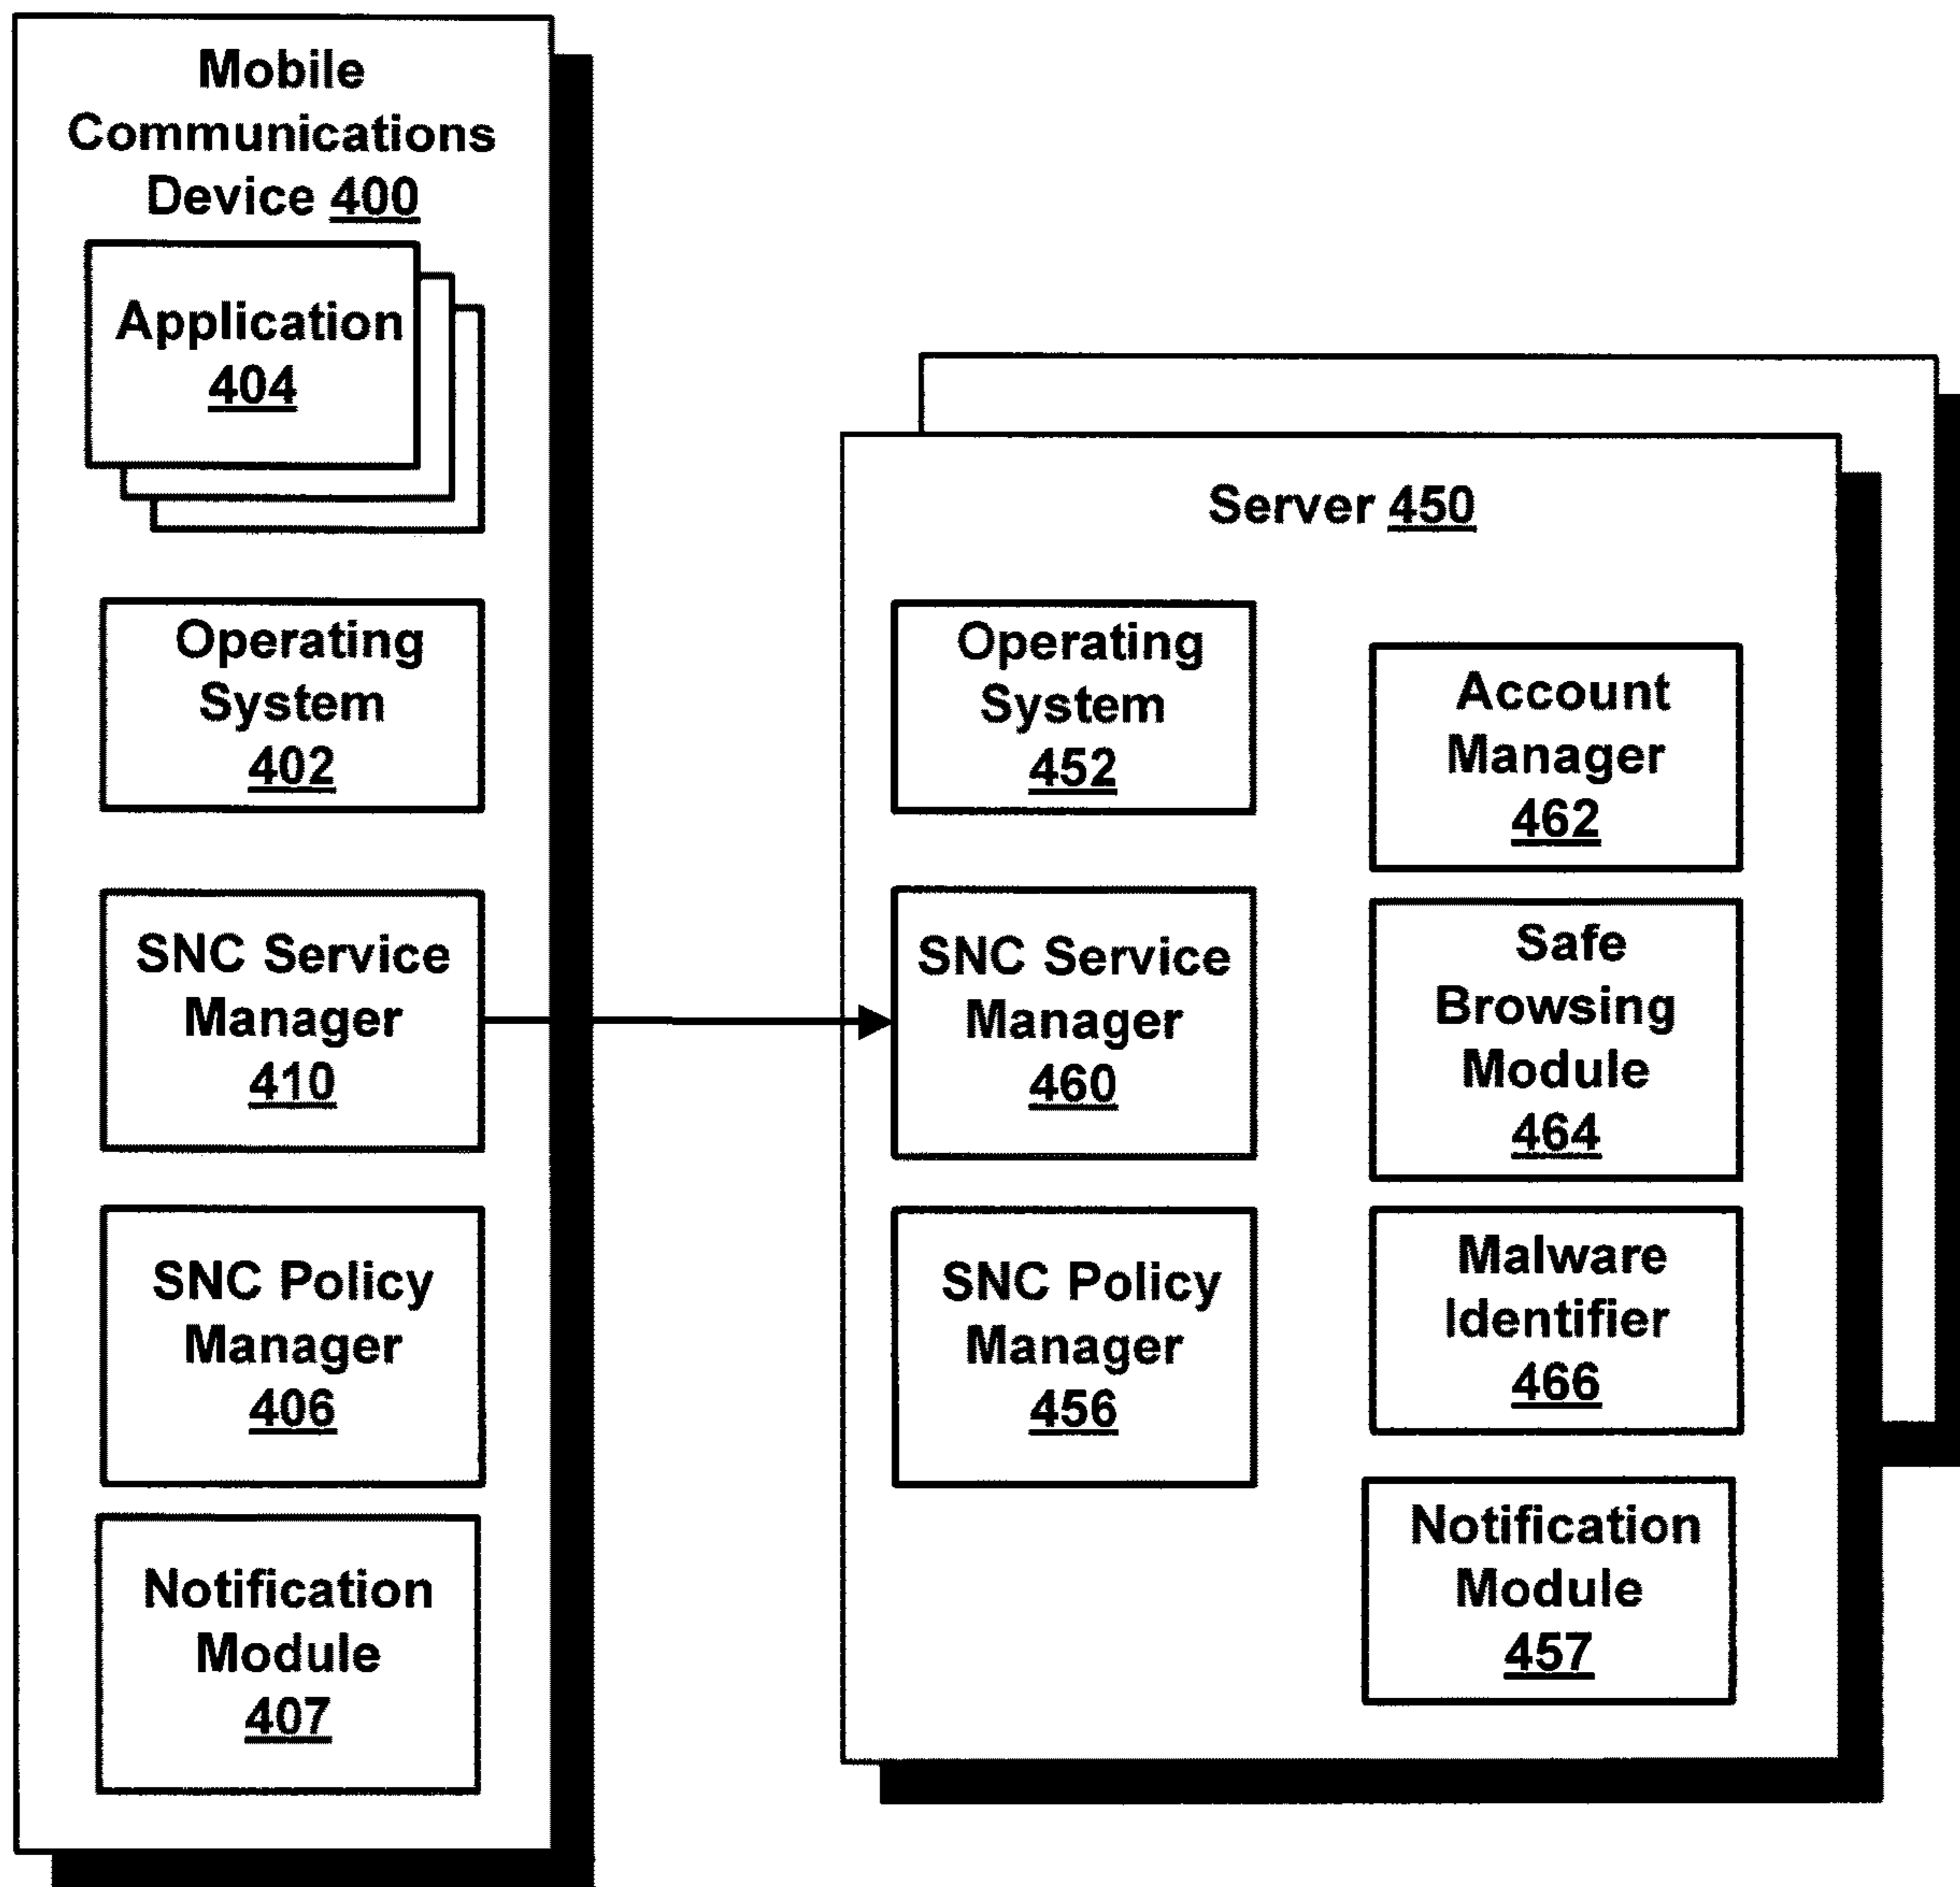 Mobile
Communications
Device 400
Application
404
Operating
System
402
SNC Service
Manager
410
SNC Policy
Manager
406
Notification
Module
407
Server 450
Operating
System
452
SNC Service
Manager
460
SNC Policy
Manager
456
Account
Manager
462
Safe
Browsing
Module
464
Malware
Identifier
466
Notification
Module
457